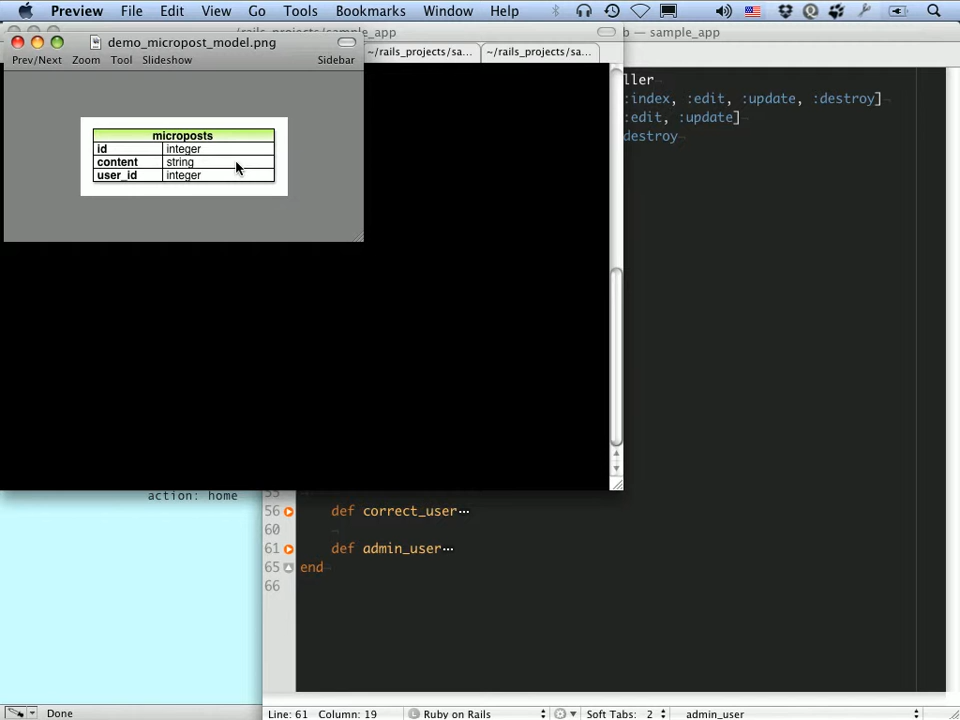 Preview File Edit View Go Tools Bookmarks Window Help
/rails_projects/sample_app
b — sample_app
demo_micropost_model.png
~/rails_projects/sa...
~/rails_projects/sa...
Prev/Next Zoom Tool Slideshow Sidebar
ller
:index, :edit, :update, :destroy]
:edit, :update]
destroy
microposts
id integer
content string
user_id integer
action: home
55
56 def correct_user...
60
61 def admin_user...
65 end
66
Done
Line: 61 Column: 19 Ruby on Rails Soft Tabs: 2 admin_user